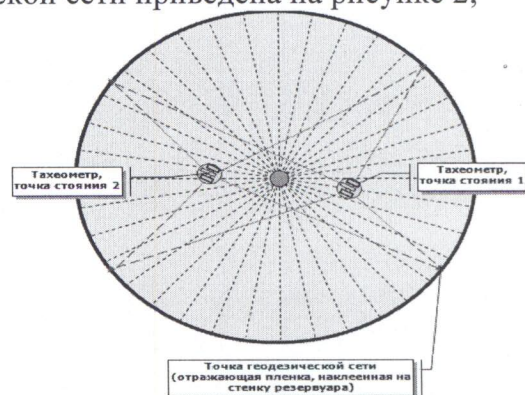 ской сети приведена на рисунке 2;
Тахеометр,
точка стояния 2
Тахеометр,
точка стояния 1
Точка геодезической сети
(отражающая пленка, наклеенная на
стенку резервуара)